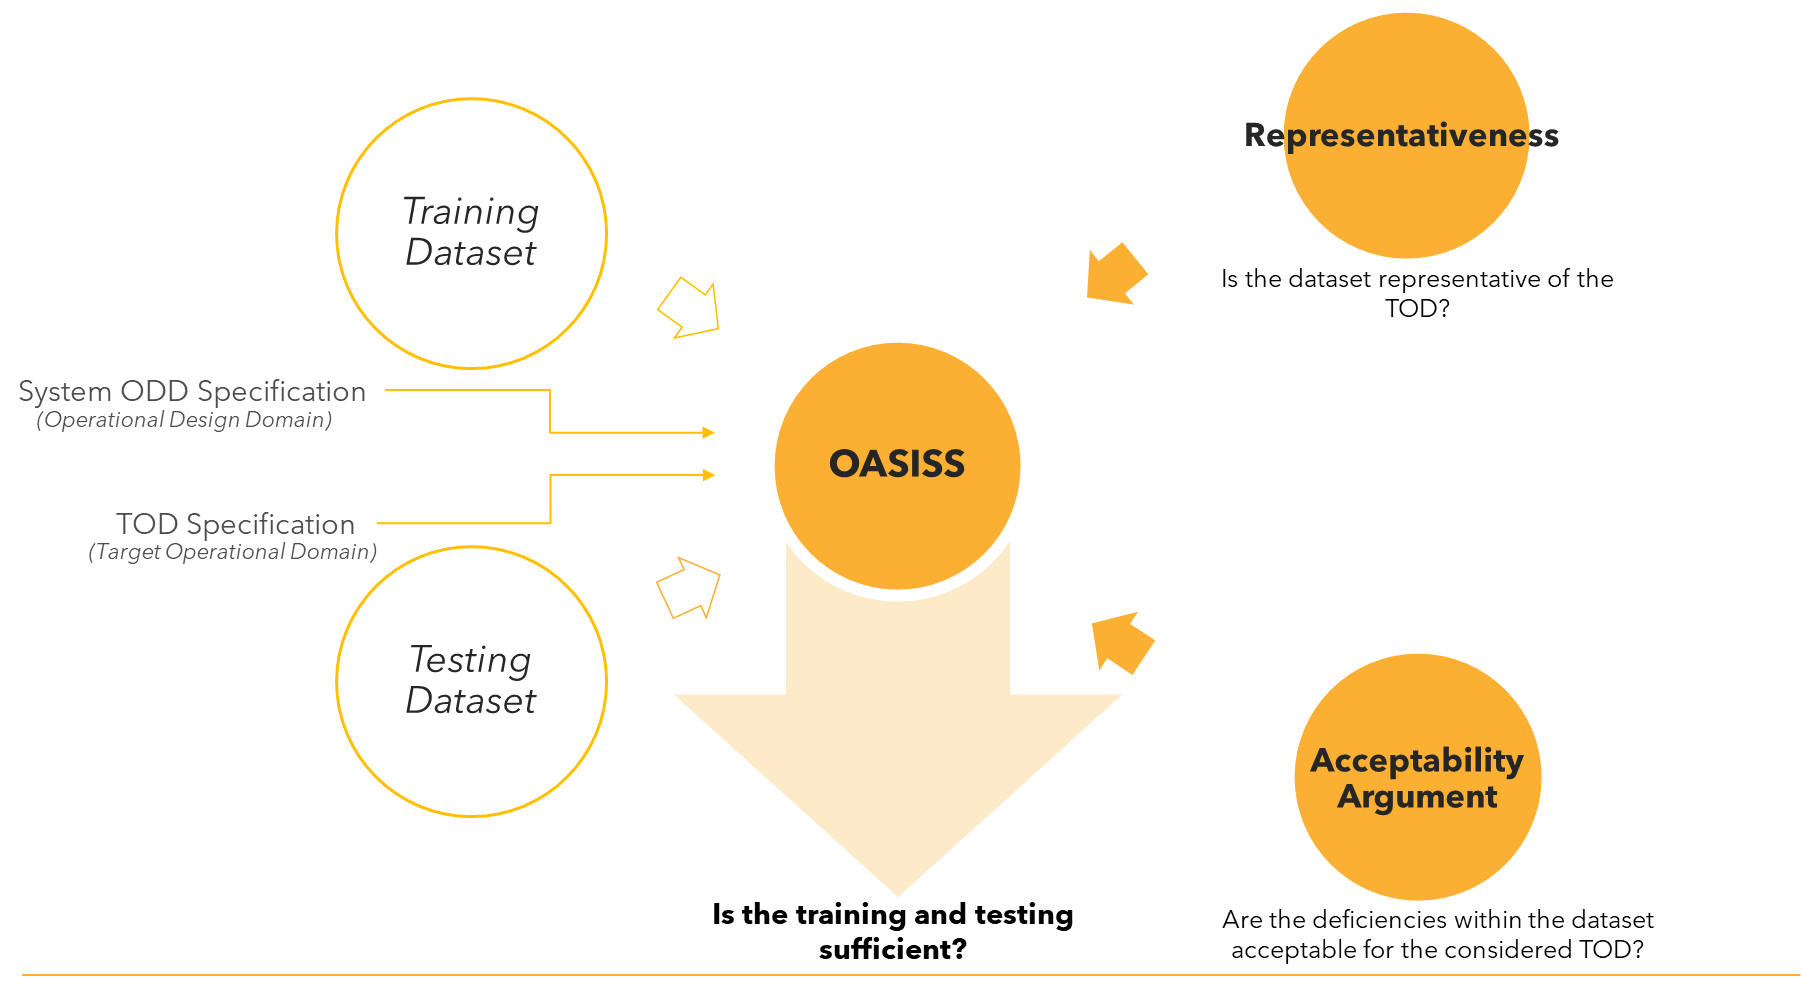 Training
Dataset
System ODD Specification
(Operational Design Domain)
TOD Specification
(Target Operational Domain)
Testing
Dataset
OASISS
Is the training and testing
sufficient?
Representativeness
Is the dataset representative of the
TOD?
Acceptability
Argument
Are the deficiencies within the dataset
acceptable for the considered TOD?